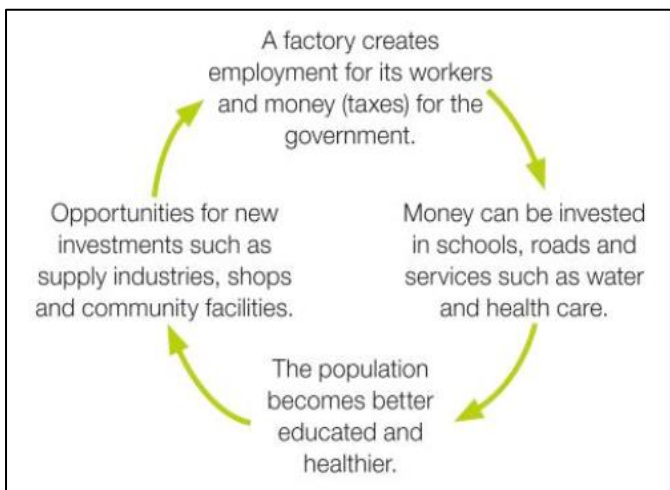 A factory creates
employment for its workers
and money (taxes) for the
government.
Money can be invested
in schools, roads and
services such as water
and health care.
The population
becomes better
educated and
healthier.
Opportunities for new
investments such as
supply industries, shops
and community facilities.